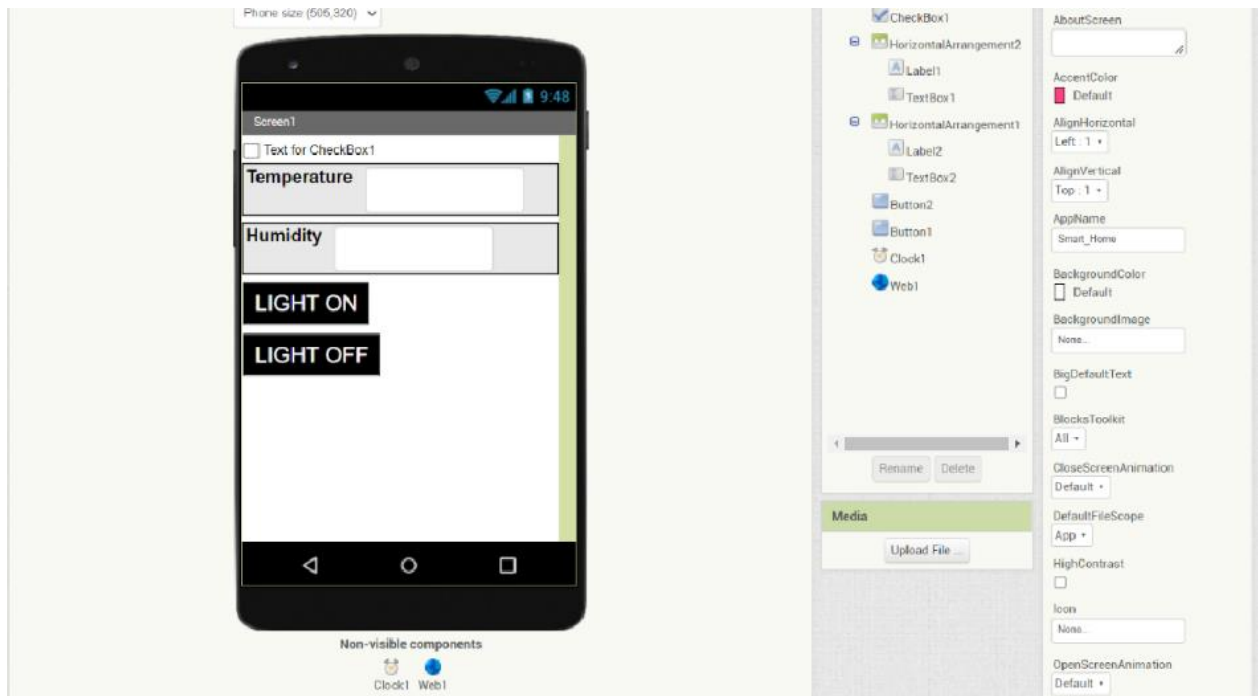 Phone size (505,320)
9:48
Screen1
Text for CheckBox1
Temperature
Humidity
LIGHT ON
LIGHT OFF
Non-visible components
Clock1 Web1
CheckBox1
HorizontalArrangement2
Label1
TextBox1
HorizontalArrangement1
Label2
TextBox2
Button2
Button1
Clock1
Web1
Rename Delete
Media
Upload File ...
AboutScreen
AccentColor
Default
AlignHorizontal
Left : 1
AlignVertical
Top : 1
AppName
Smart_Home
BackgroundColor
Default
BackgroundImage
None...
BigDefaultText
BlocksToolkit
All
CloseScreenAnimation
Default
DefaultFileScope
App
HighContrast
Icon
None...
OpenScreenAnimation
Default